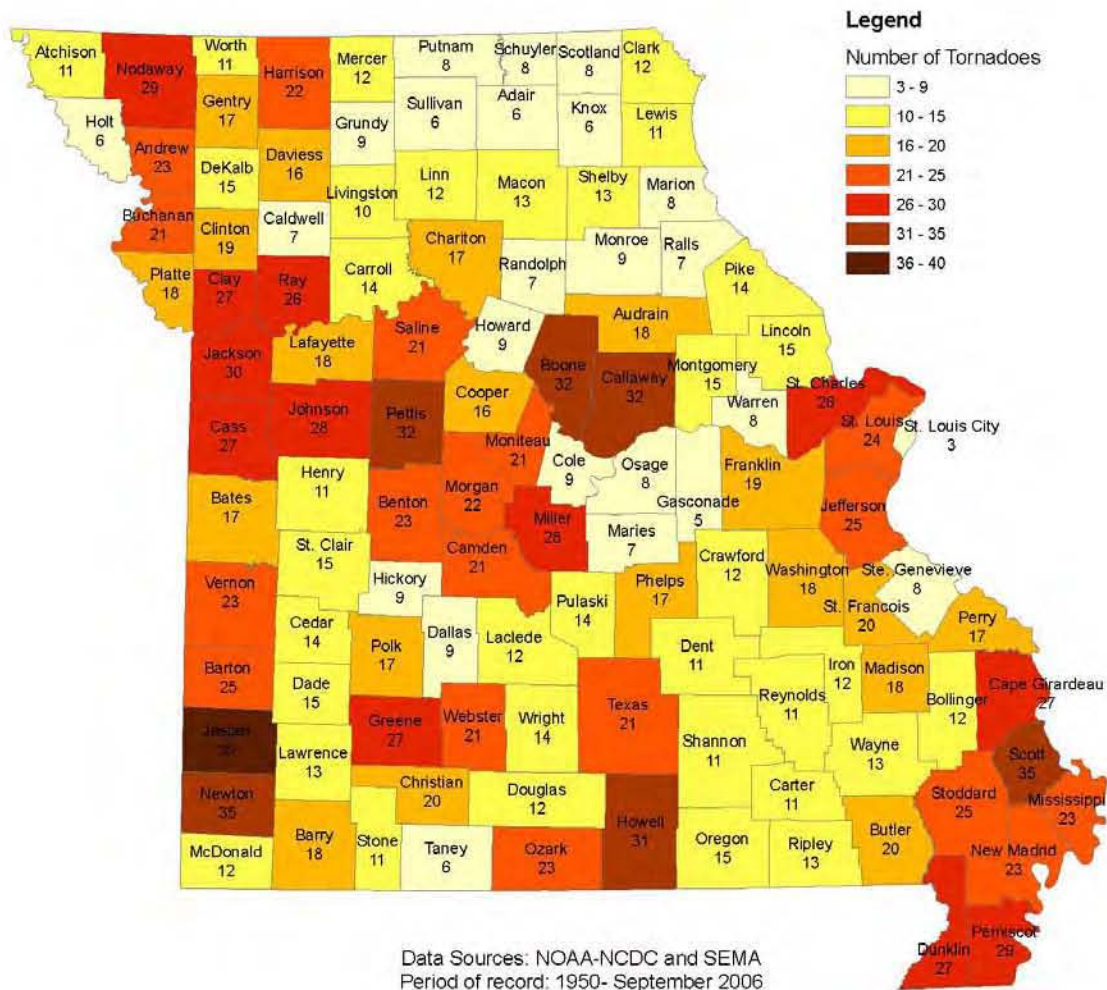 Legend
Number of Tornadoes
3 - 9
10 - 15
16 - 20
21 - 25
26 - 30
31 - 35
36 - 40
Atchison
11
Nodaway
29
Worth
11
Harrison
22
Mercer
12
Putnam
8
Schuyler
8
Scotland
8
Clark
12
Holt
6
Gentry
17
Sullivan
6
Adair
6
Knox
6
Lewis
11
Andrew
23
DeKalb
15
Daviess
16
Grundy
9
Linn
12
Macon
13
Shelby
13
Marion
8
Livingston
10
Buchanan
21
Clinton
19
Caldwell
7
Chariton
17
Randolph
7
Monroe
9
Ralls
7
Pike
14
Platte
18
Clay
27
Ray
26
Carroll
14
Saline
21
Howard
9
Audrain
18
Lincoln
15
Jackson
30
Lafayette
18
Boone
32
Callaway
32
Montgomery
15
Warren
8
St. Charles
St. Louis
24
St. Louis City
3
Cass
27
Johnson
28
Pettis
32
Cooper
16
Moniteau
21
Cole
9
Osage
8
Gasconade
5
Franklin
19
Jefferson
25
Bates
17
Henry
11
Benton
23
Morgan
22
Miller
Maries
7
St. Clair
15
Camden
21
Crawford
12
Washington
18
Ste. Genevieve
8
Vernon
23
Hickory
9
Pulaski
14
Phelps
17
St. Francois
20
Perry
17
Cedar
14
Polk
17
Dallas
9
Laclede
12
Dent
11
Iron
12
Madison
18
Bollinger
12
Cape Girardeau
27
Barton
25
Dade
15
Greene
27
Webster
21
Wright
14
Texas
21
Shannon
11
Reynolds
11
Wayne
13
Scott
35
Jasper
Lawrence
13
Christian
20
Douglas
12
Howell
31
Carter
11
Stoddard
25
Mississippi
23
Newton
35
Barry
18
Stone
11
Taney
6
Ozark
23
Oregon
15
Ripley
13
Butler
20
New Madrid
23
McDonald
12
Dunklin
27
Pemiscot
29
Data Sources: NOAA-NCDC and SEMA
Period of record: 1950- September 2006